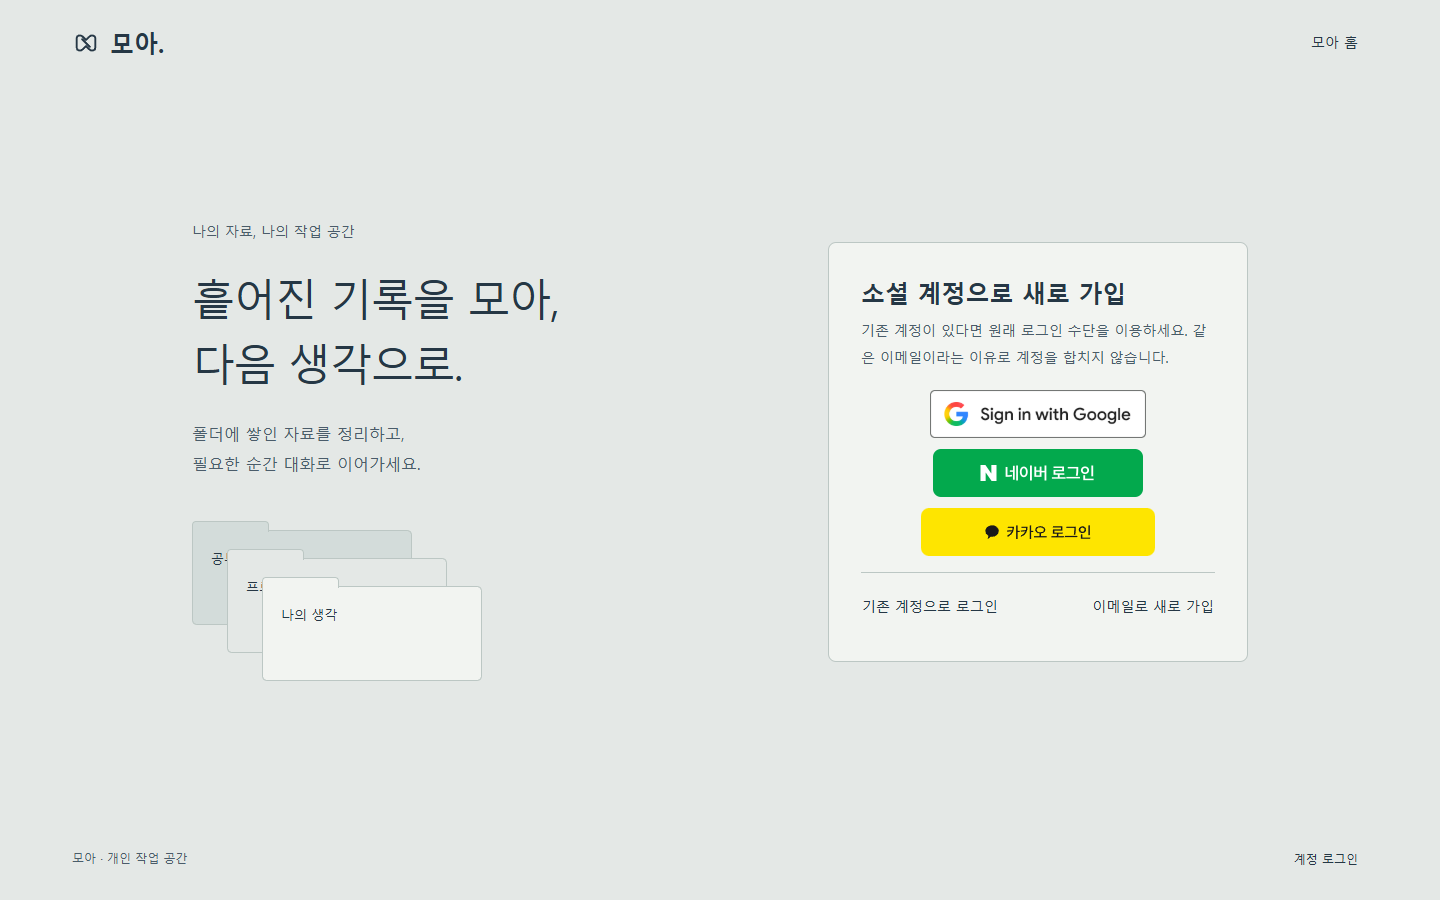 모아.
모아 홈
나의 자료, 나의 작업 공간
흩어진 기록을 모아,
다음 생각으로.
폴더에 쌓인 자료를 정리하고,
필요한 순간 대화로 이어가세요.
나의 생각
소셜 계정으로 새로 가입
기존 계정이 있다면 원래 로그인 수단을 이용하세요. 같
은 이메일이라는 이유로 계정을 합치지 않습니다.
Sign in with Google
네이버 로그인
카카오 로그인
기존 계정으로 로그인
이메일로 새로 가입
모아 · 개인 작업 공간
계정 로그인